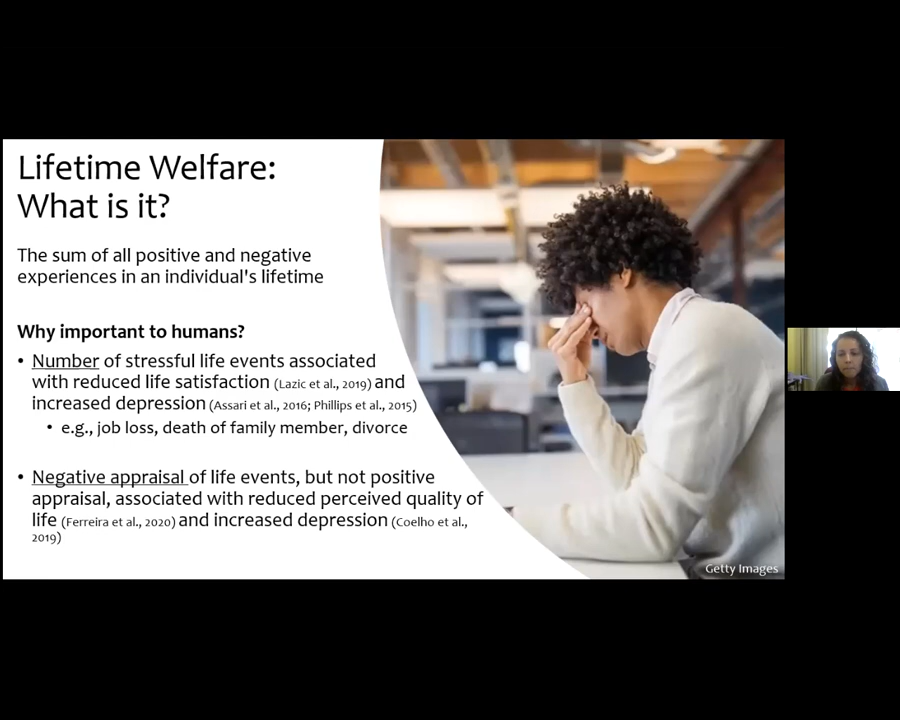 Lifetime Welfare:
What is it?
The sum of all positive and negative
experiences in an individual's lifetime
Why important to humans?
• Number of stressful life events associated
with reduced life satisfaction (Lazic et al., 2019) and
increased depression (Assari et al., 2016; Phillips et al., 2015)
• e.g., job loss, death of family member, divorce
• Negative appraisal of life events, but not positive
appraisal, associated with reduced perceived quality of
life (Ferreira et al., 2020) and increased depression (Coelho et al.,
2019)
Getty Images